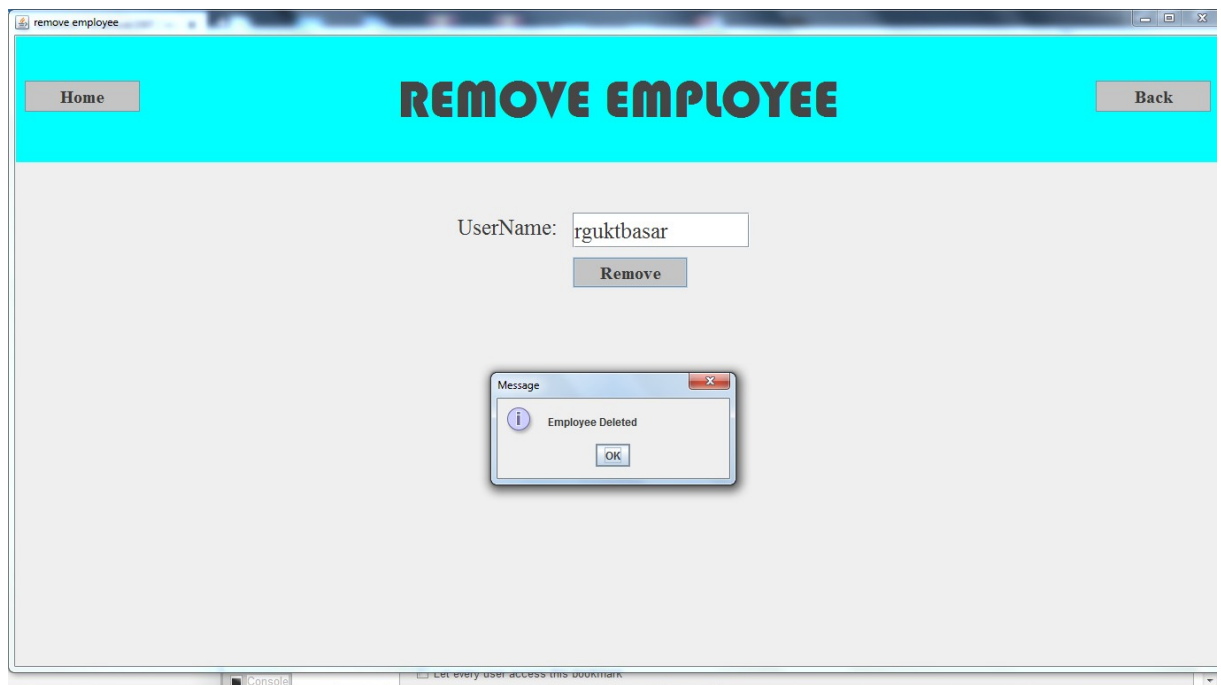 remove employee
Home
REMOVE EMPLOYEE
Back
UserName:
rguktbasar
Remove
Message
Employee Deleted
OK
Console
Let every user access this bookmark